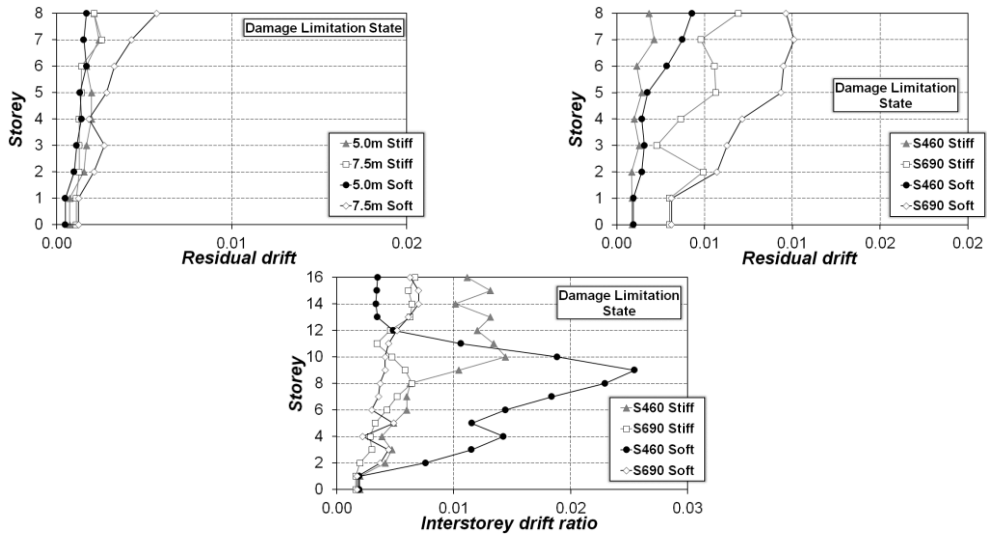 8
7
6
5
4
3
2
1
0
Storey
Damage Limitation State
5.0m Stiff
7.5m Stiff
5.0m Soft
7.5m Soft
0.00 0.01 0.02
Residual drift
8
7
6
5
4
3
2
1
0
Storey
Damage Limitation
State
S460 Stiff
S690 Stiff
S460 Soft
S690 Soft
0.00 0.01 0.01 0.02 0.02
Residual drift
16
14
12
10
8
6
4
2
0
Storey
Damage Limitation
State
S460 Stiff
S690 Stiff
S460 Soft
S690 Soft
0.00 0.01 0.02 0.03
Interstorey drift ratio